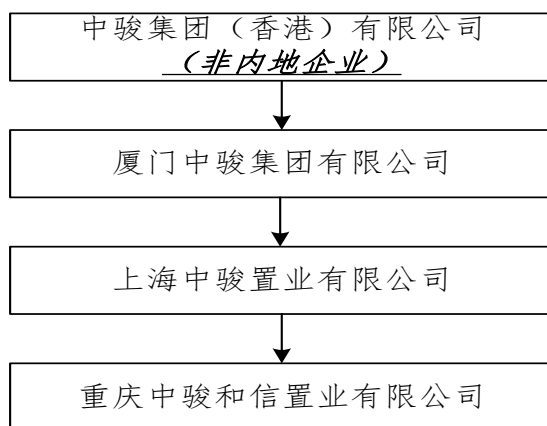 中骏集团（香港）有限公司
（非内地企业）
厦门中骏集团有限公司
上海中骏置业有限公司
重庆中骏和信置业有限公司